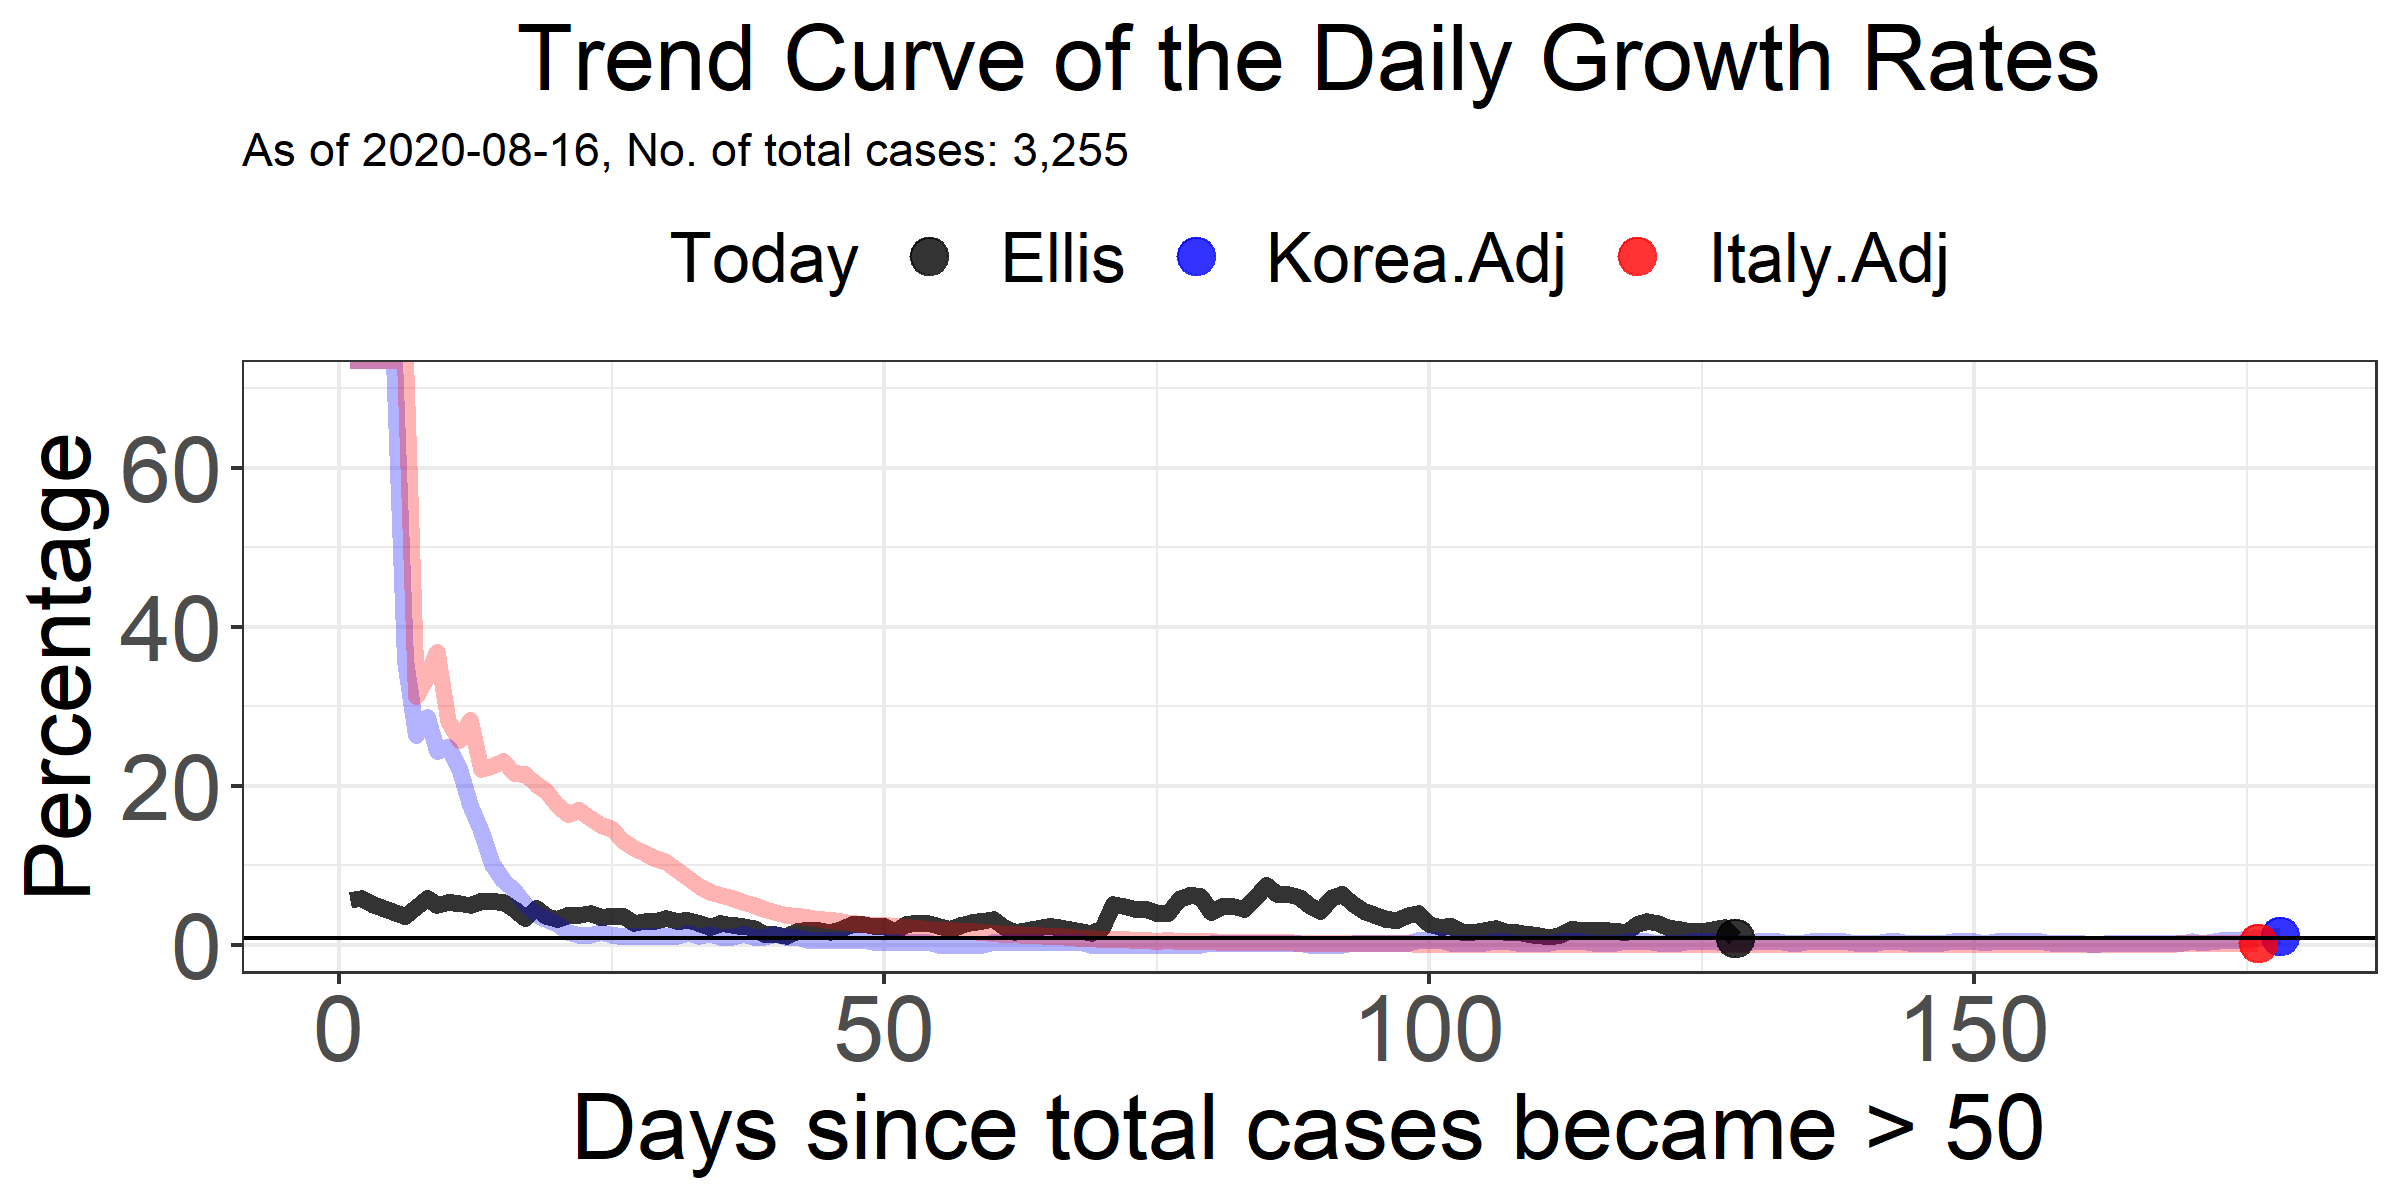 Trend Curve of the Daily Growth Rates
As of 2020-08-16, No. of total cases: 3,255
Today Ellis Korea.Adj Italy.Adj
Percentage
60
40
20
0
0 50 100 150
Days since total cases became > 50